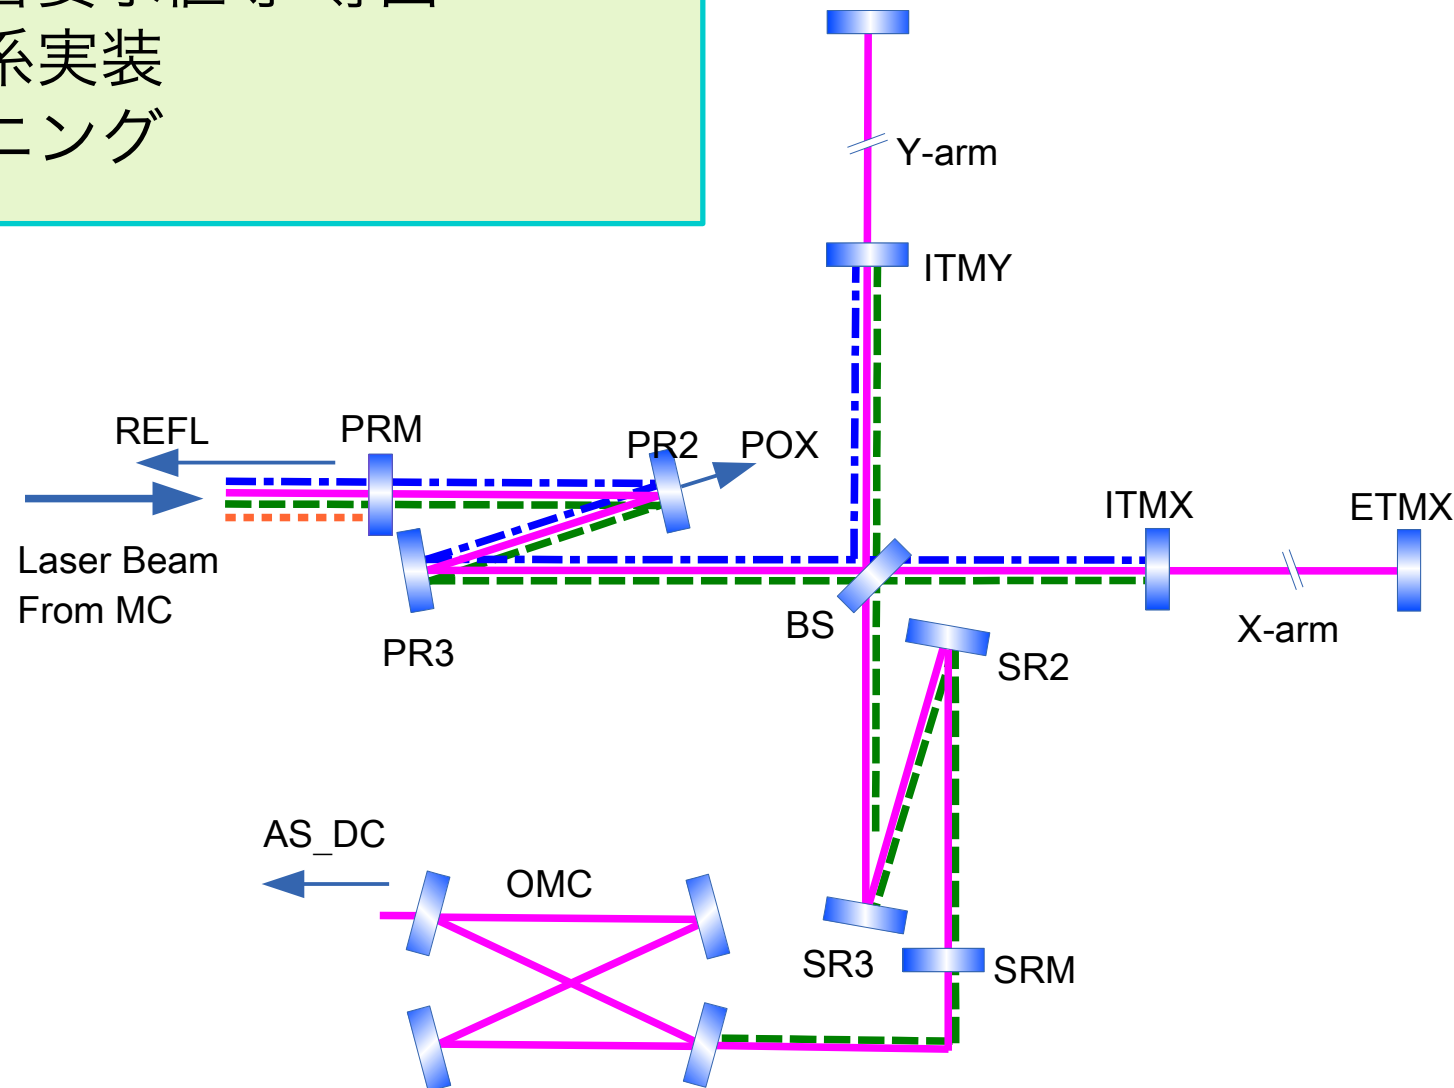 系実装
ニング
Y-arm
ITMY
REFL
PRM
PR2
POX
ITMX
ETMX
Laser Beam
From MC
BS
X-arm
PR3
SR2
AS_DC
OMC
SR3
SRM